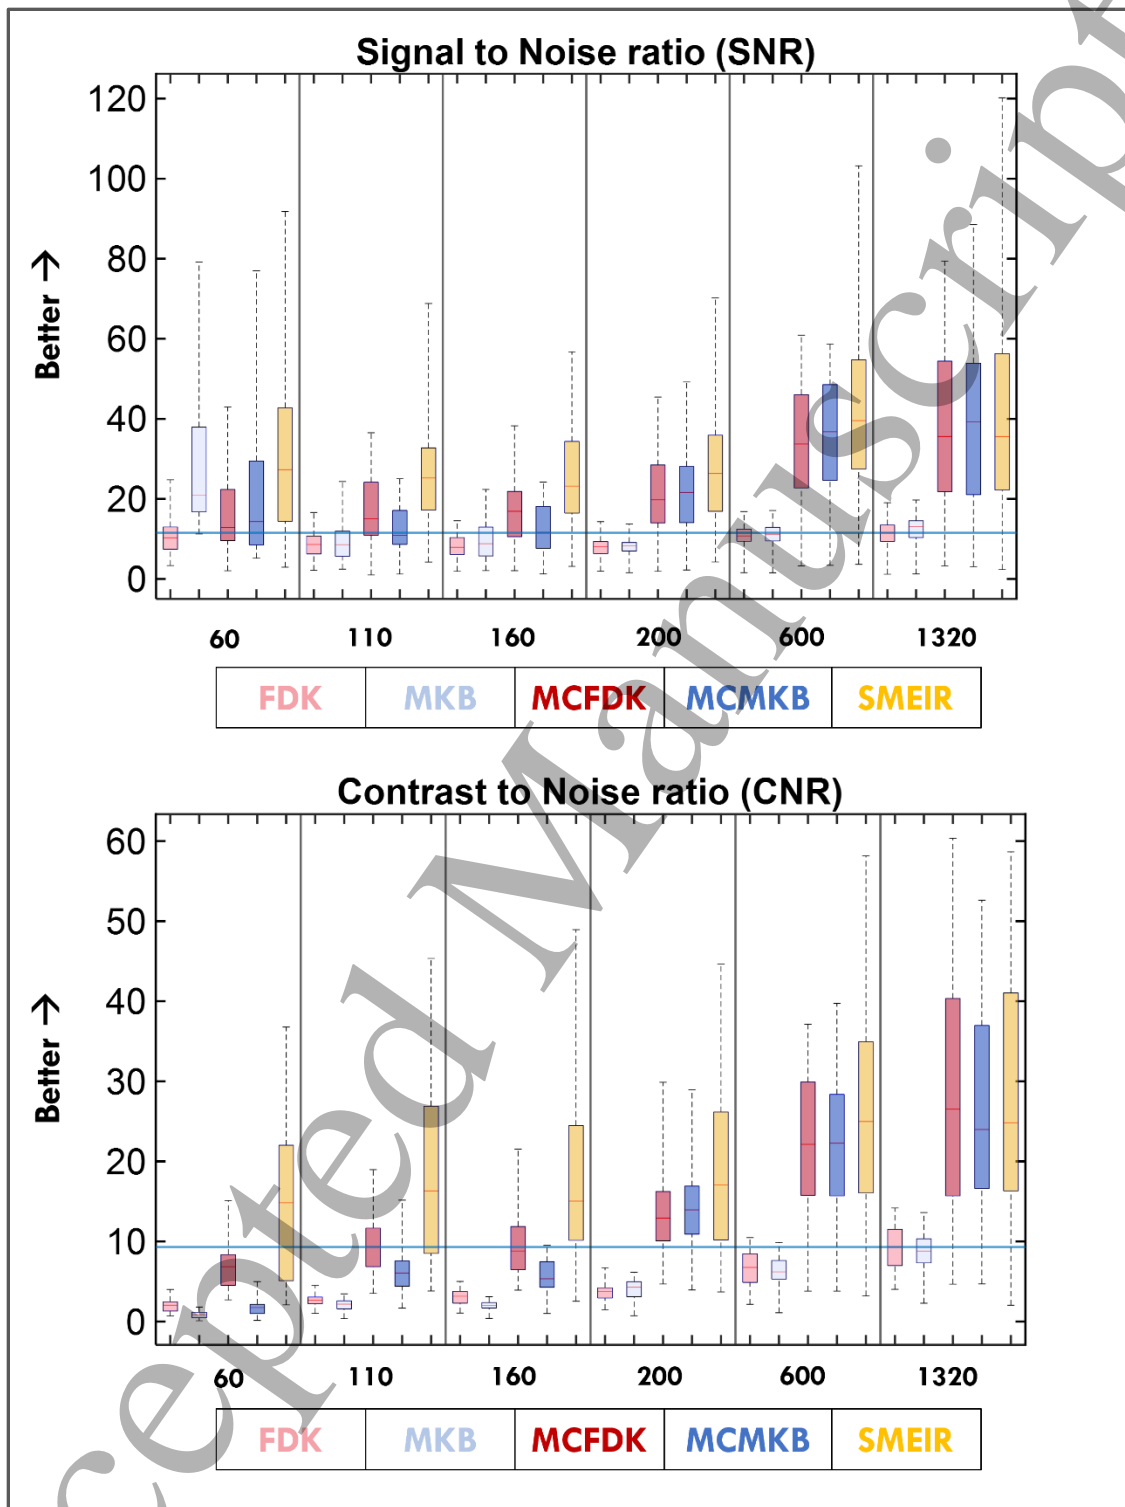 Signal to Noise ratio (SNR)
120
100
80
60
40
20
0
Better →
60 110 160 200 600 1320
FDK MKB MCFDK MCMKB SMEIR
Contrast to Noise ratio (CNR)
60
50
40
30
20
10
0
Better →
60 110 160 200 600 1320
FDK MKB MCFDK MCMKB SMEIR
cepted Manuscript